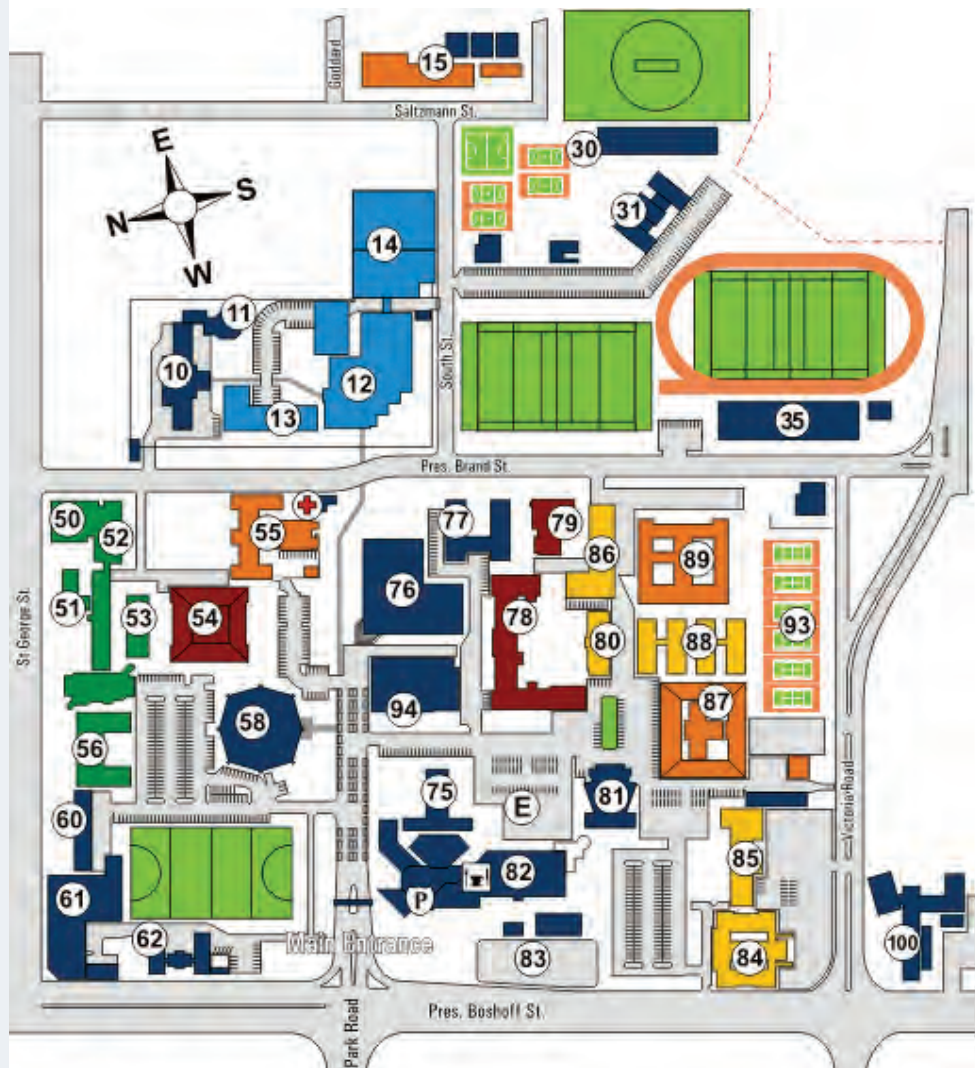 Goddard
15
Saltzmann St.
30
E
S
N
W
31
14
11
10
12
13
South St.
35
Pres. Brand St.
50
52
55
77
79
86
89
51
53
54
76
78
80
88
93
St George St.
58
94
87
56
75
E
81
60
Victoria Road
85
61
82
P
62
Main Entrance
83
84
100
Park Road
Pres. Boshoff St.